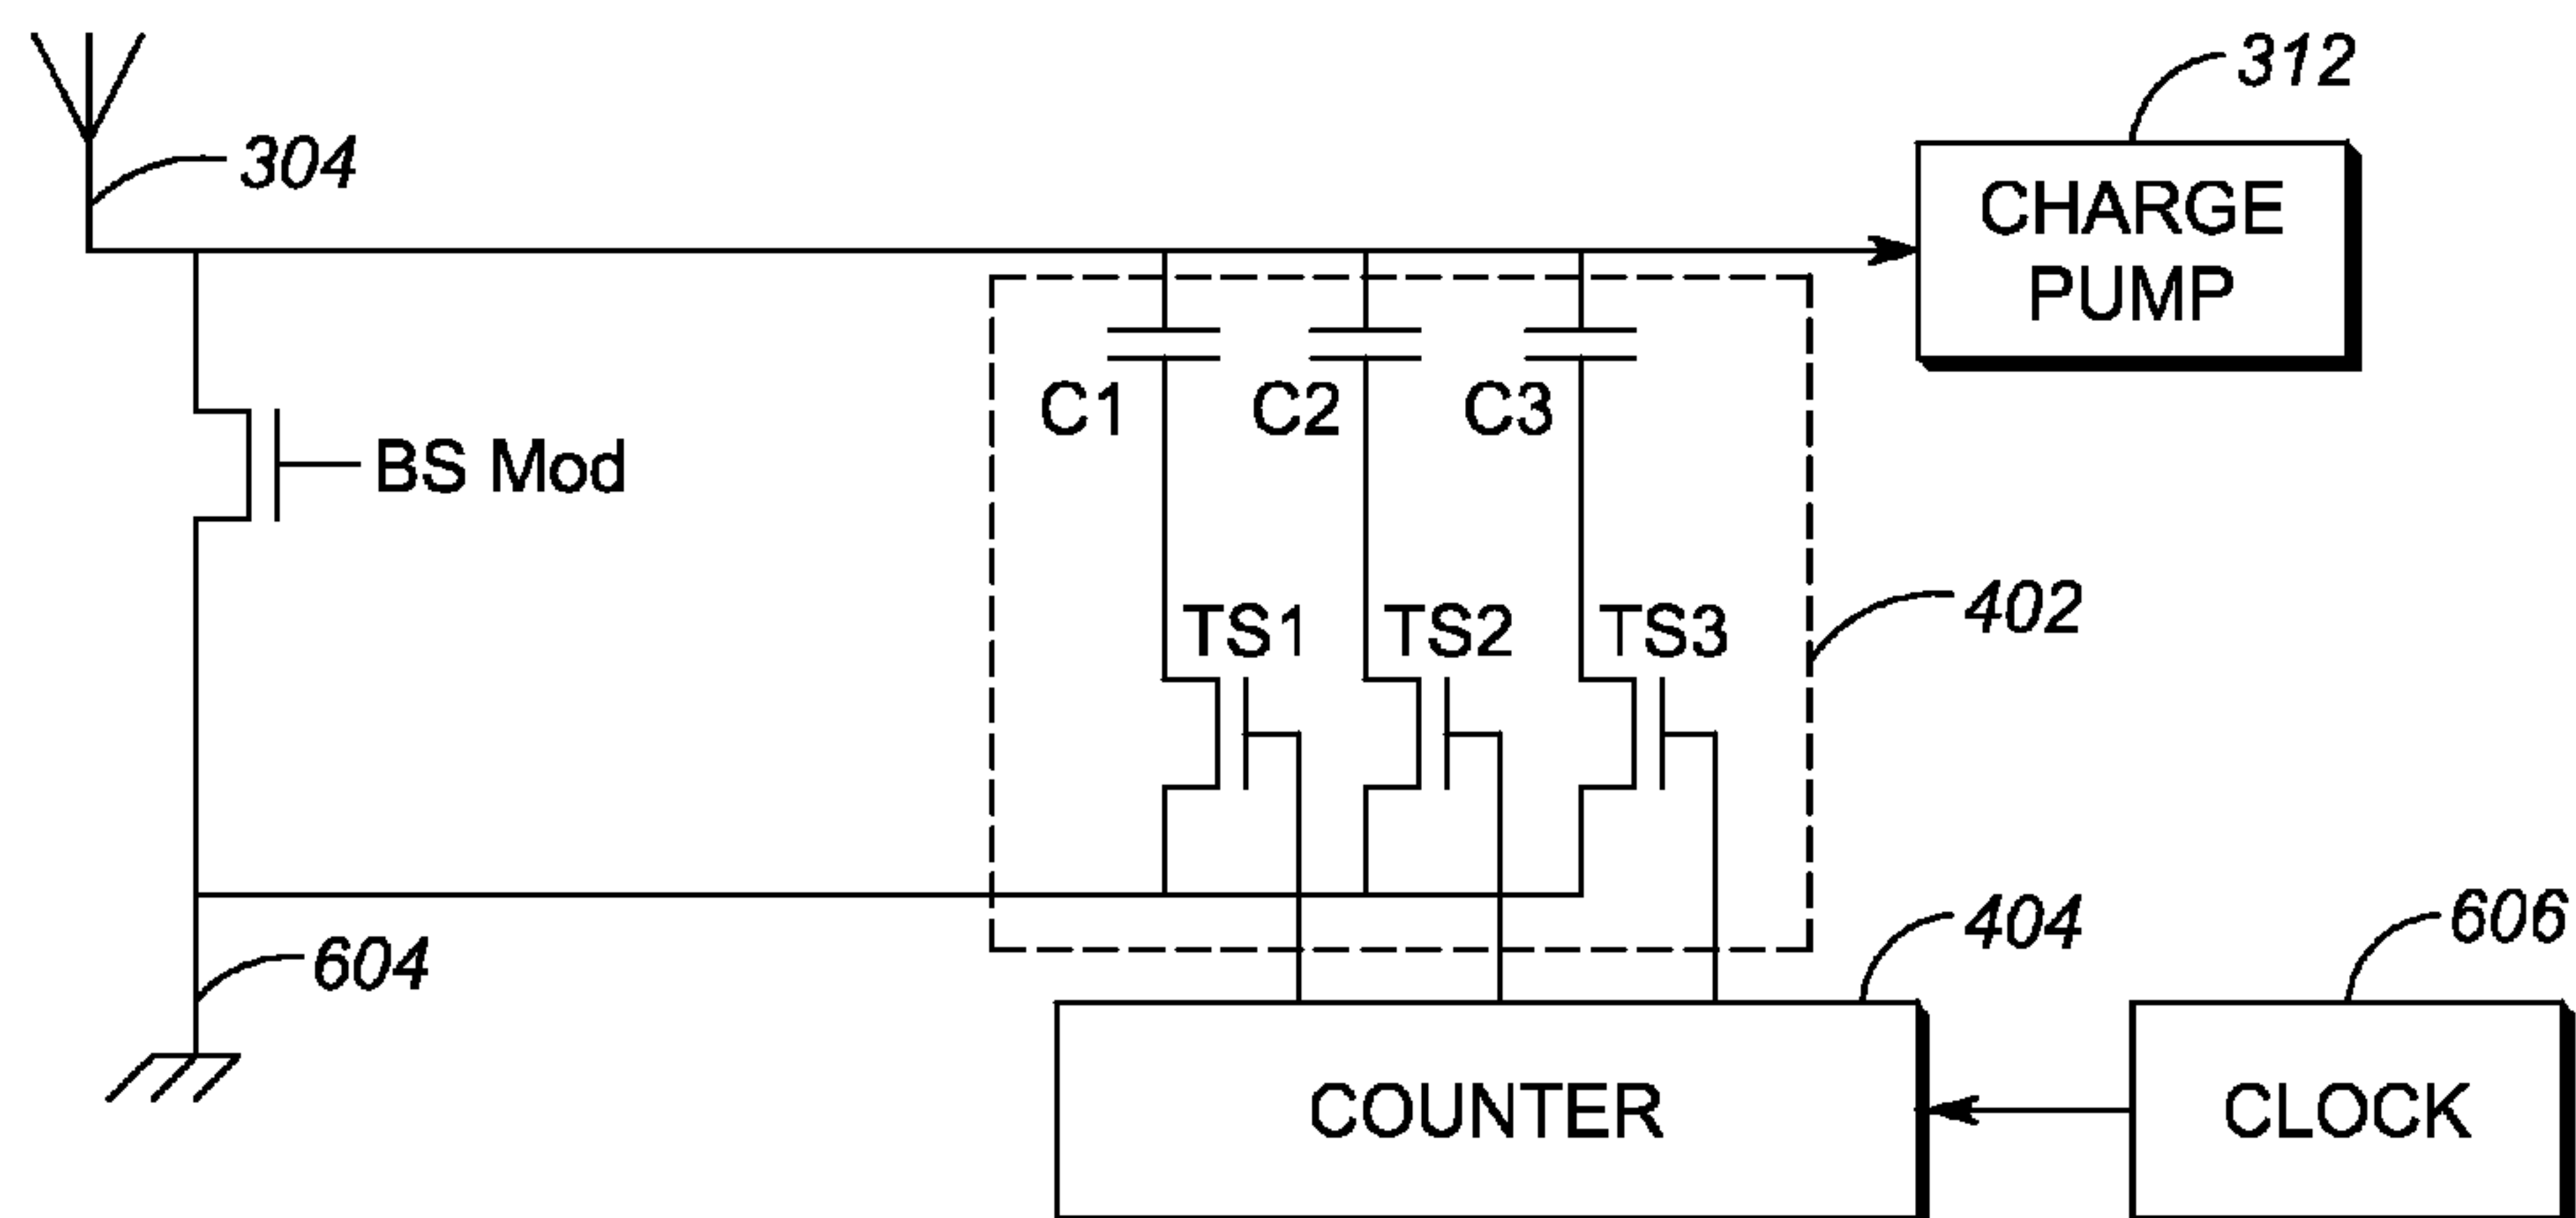 312
304
CHARGE
PUMP
C1 C2 C3
BS Mod
TS1 TS2 TS3
402
604
404
606
COUNTER
CLOCK